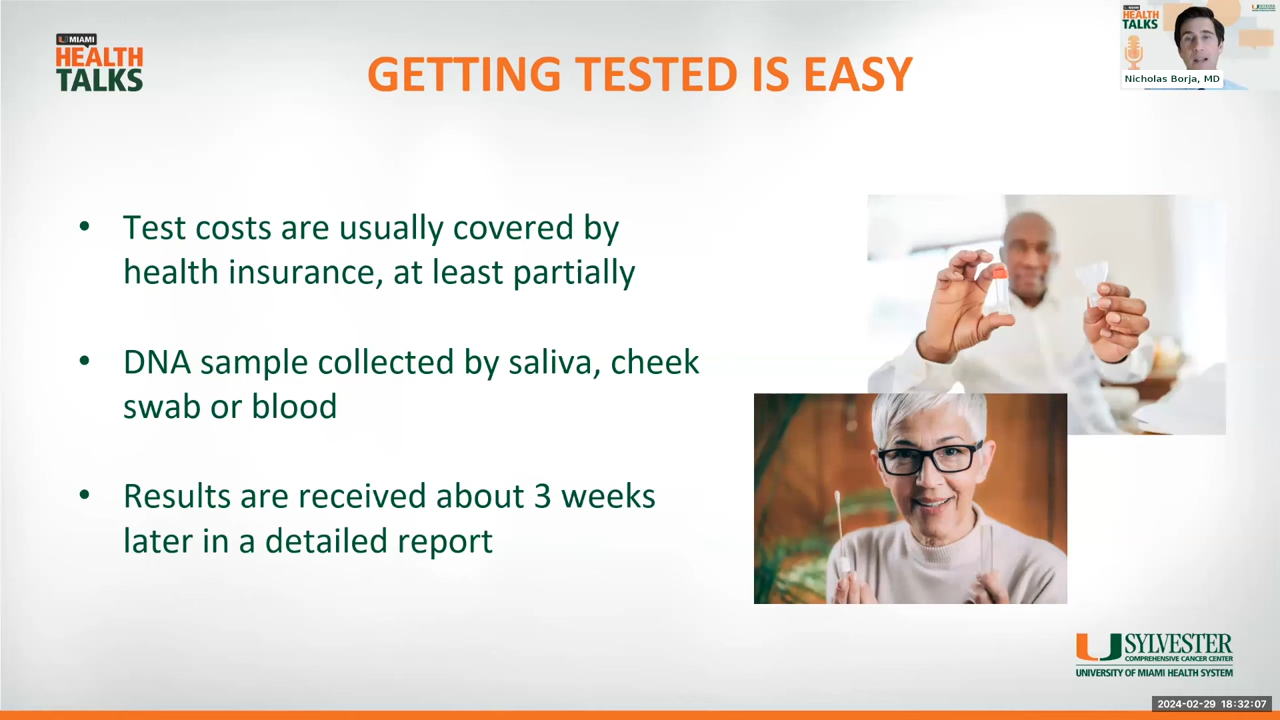 MIAMI
HEALTH
TALKS
GETTING TESTED IS EASY
HEALTH
TALKS
Nicholas Borja, MD
• Test costs are usually covered by
health insurance, at least partially
• DNA sample collected by saliva, cheek
swab or blood
• Results are received about 3 weeks
later in a detailed report
SYLVESTER
COMPREHENSIVE CANCER CENTER
UNIVERSITY OF MIAMI HEALTH SYSTEM
2024-02-29 18:32:07